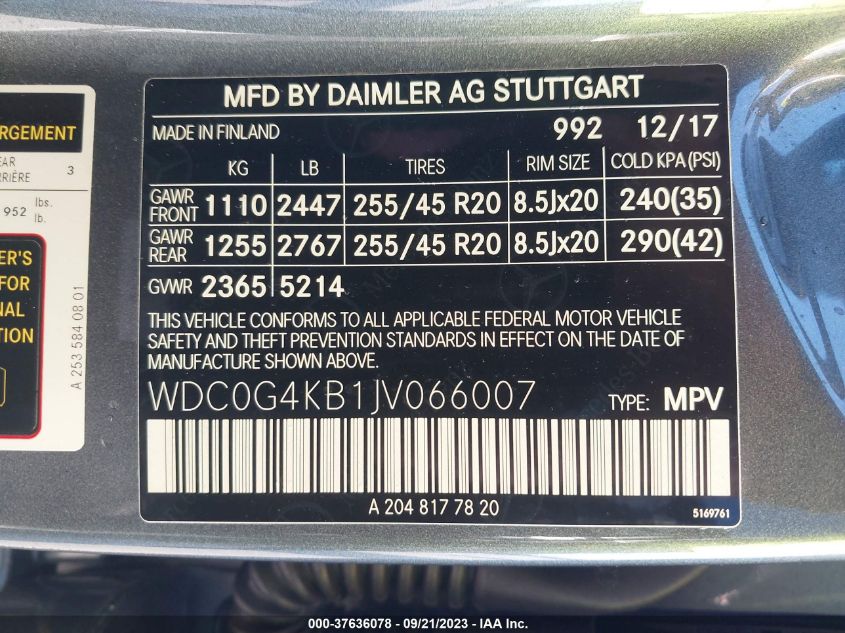 RGEMENT
EAR
RRIÈRE 3
952 lbs.
lb.
ER'S
FOR
NAL
TION
A 253 584 08 01
MFD BY DAIMLER AG STUTTGART
MADE IN FINLAND 992 12/17
KG LB TIRES RIM SIZE COLD KPA(PSI)
GAWR FRONT 1110 2447 255/45 R20 8.5Jx20 240(35)
GAWR REAR 1255 2767 255/45 R20 8.5Jx20 290(42)
GVWR 2365 5214
THIS VEHICLE CONFORMS TO ALL APPLICABLE FEDERAL MOTOR VEHICLE
SAFETY AND THEFT PREVENTION STANDARDS IN EFFECT ON THE DATE OF
MANUFACTURE SHOWN ABOVE.
WDC0G4KB1JV066007 TYPE: MPV
A 204 817 78 20
5169761
000-37636078 - 09/21/2023 - IAA Inc.